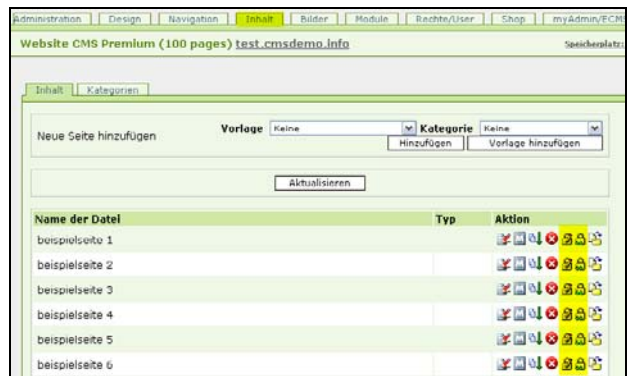 Administration Design Navigation Inhalt Bilder Module Rechte/User Shop myAdmin/ECMS
Website CMS Premium (100 pages) test.cmsdemo.info Speicherplatz:
Inhalt Kategorien
Neue Seite hinzufügen Vorlage Keine Kategorie Keine
Hinzufügen Vorlage hinzufügen
Aktualisieren
Name der Datei Typ Aktion
beispielseite 1
beispielseite 2
beispielseite 3
beispielseite 4
beispielseite 5
beispielseite 6